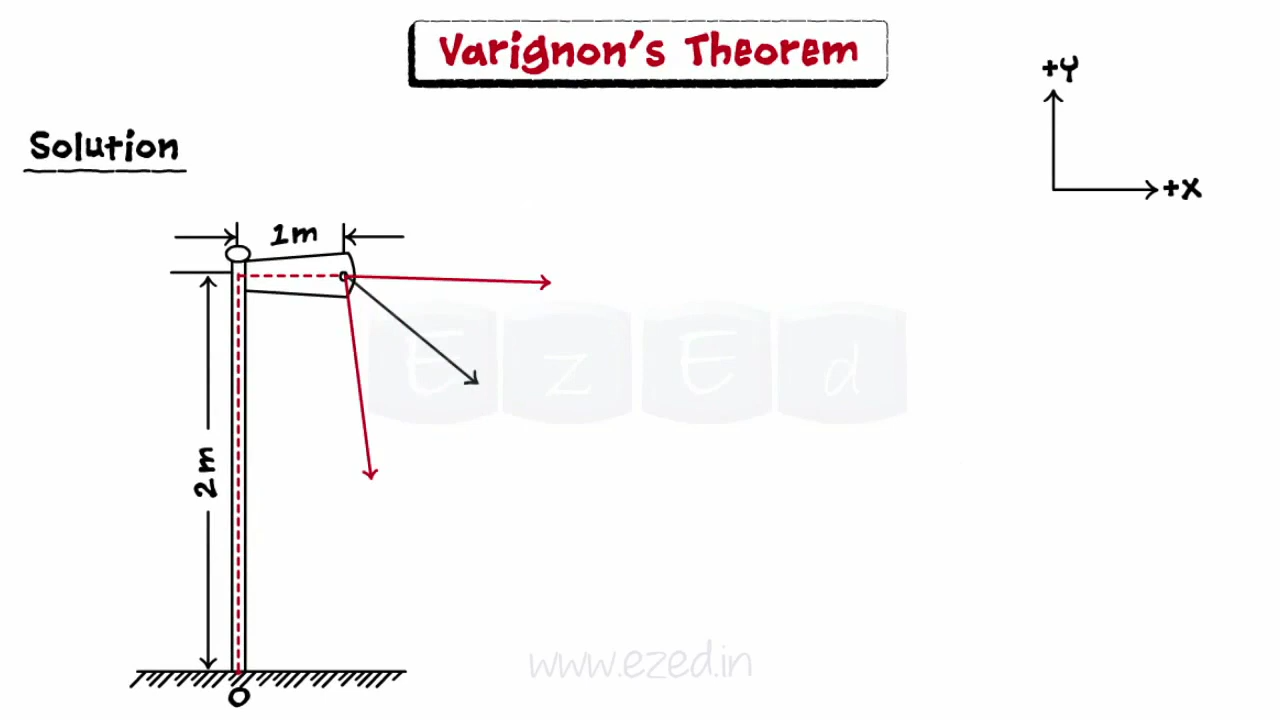 Varignon's Theorem
+Y
Solution
+X
1m
E z E d
2m
www.ezed.in
O